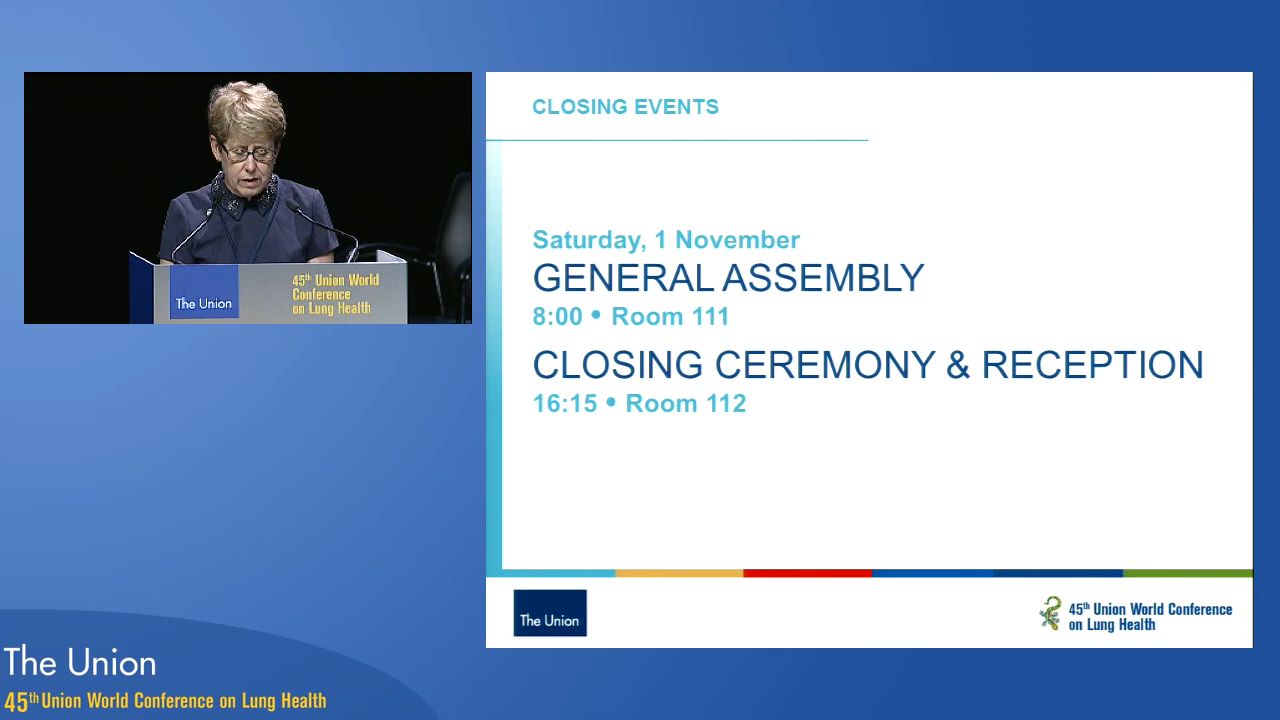 The Union
45th Union World
Conference
on Lung Health
CLOSING EVENTS
Saturday, 1 November
GENERAL ASSEMBLY
8:00 • Room 111
CLOSING CEREMONY & RECEPTION
16:15 • Room 112
The Union
45th Union World Conference
on Lung Health
The Union
45th Union World Conference on Lung Health